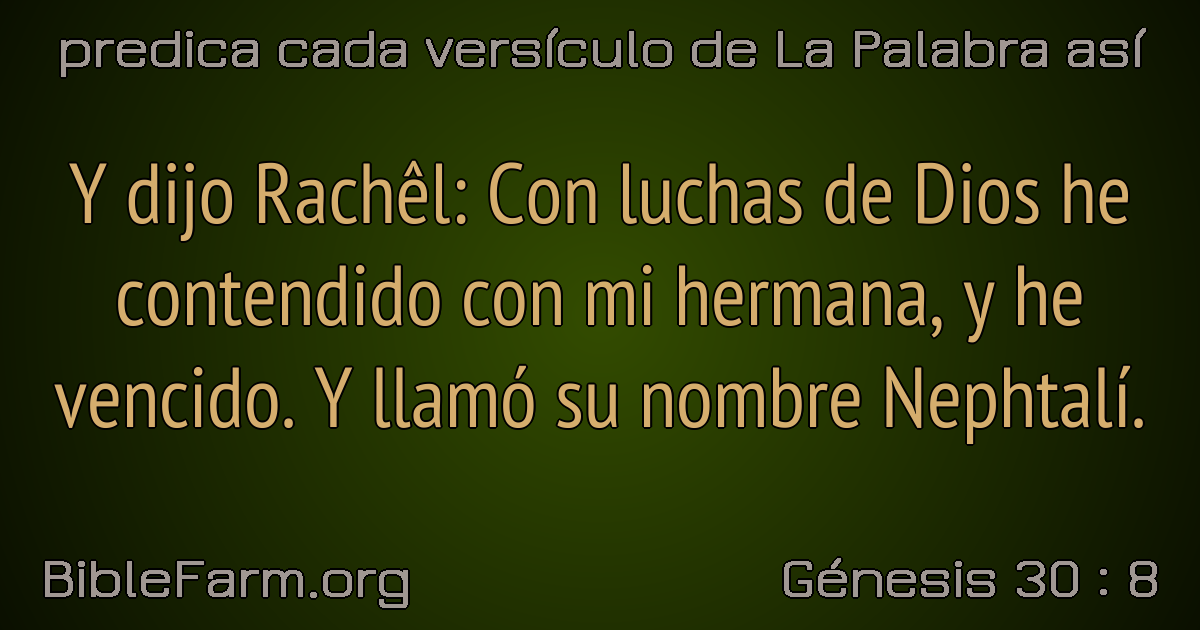 predica cada versículo de La Palabra así
Y dijo Rachêl: Con luchas de Dios he
contendido con mi hermana, y he
vencido. Y llamó su nombre Nephtalí.
BibleFarm.org
Génesis 30 : 8